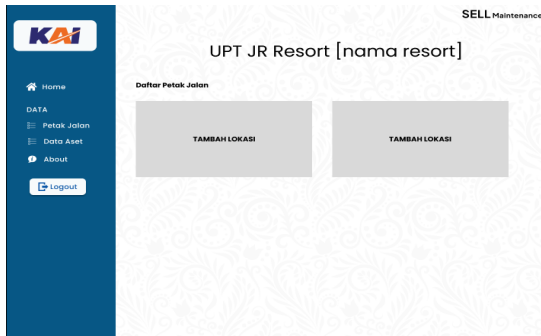 SELL Maintenance
KAI
UPT JR Resort [nama resort]
Home
Daftar Petak Jalan
DATA
Petak Jalan
Data Aset
About
Logout
TAMBAH LOKASI
TAMBAH LOKASI